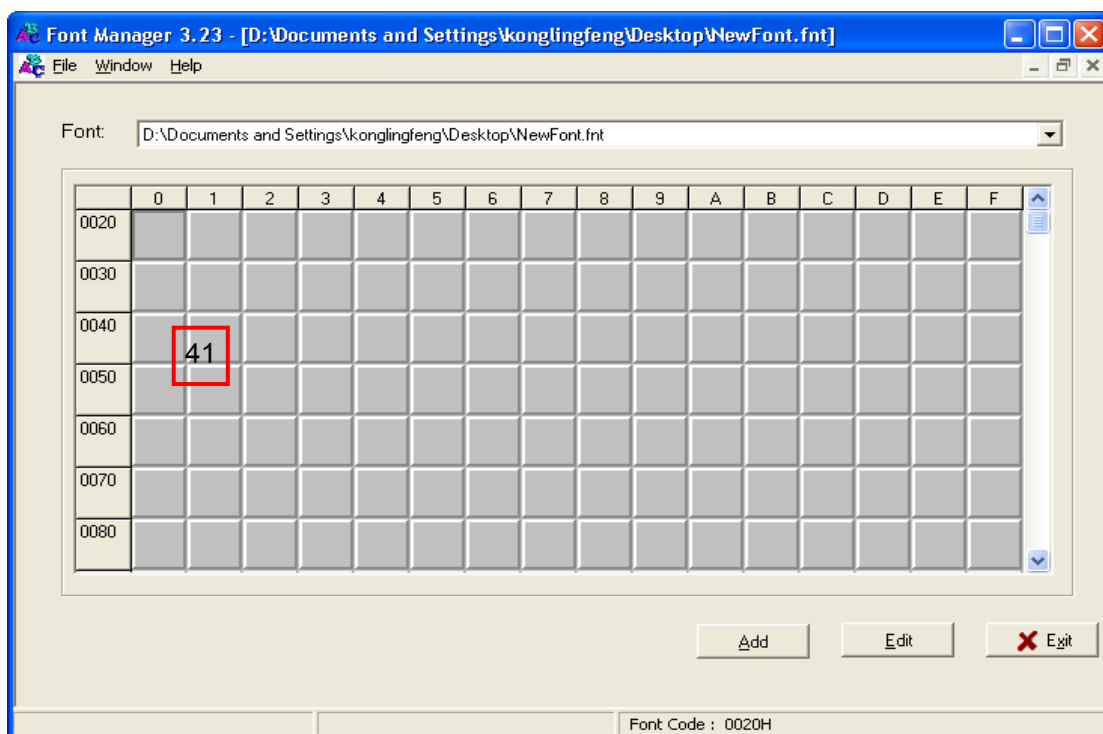 Font Manager 3.23 - [D:\Documents and Settings\konglingfeng\Desktop\NewFont.fnt]
File Window Help
Font: D:\Documents and Settings\konglingfeng\Desktop\NewFont.fnt
0 1 2 3 4 5 6 7 8 9 A B C D E F
0020
0030
0040
41
0050
0060
0070
0080
Add Edit Exit
Font Code : 0020H